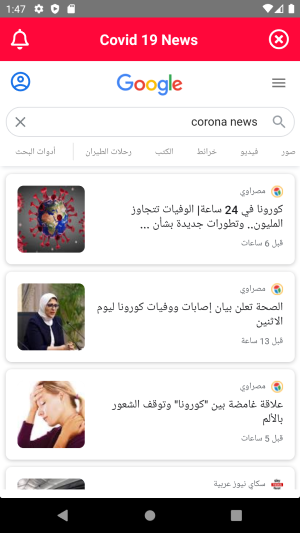 1:47
Covid 19 News
Google
corona news
صور فيديو خرائط الكتب رحلات الطيران أدوات البحث
مصراوي
كورونا في 24 ساعة| الوفيات تتجاوز
المليون.. وتطورات جديدة بشأن ...
قبل 6 ساعات
مصراوي
الصحة تعلن بيان إصابات ووفيات كورونا ليوم
الاثنين
قبل 13 ساعة
مصراوي
علاقة غامضة بين "كورونا" وتوقف الشعور
بالألم
قبل 5 ساعات
سكاي نيوز عربية